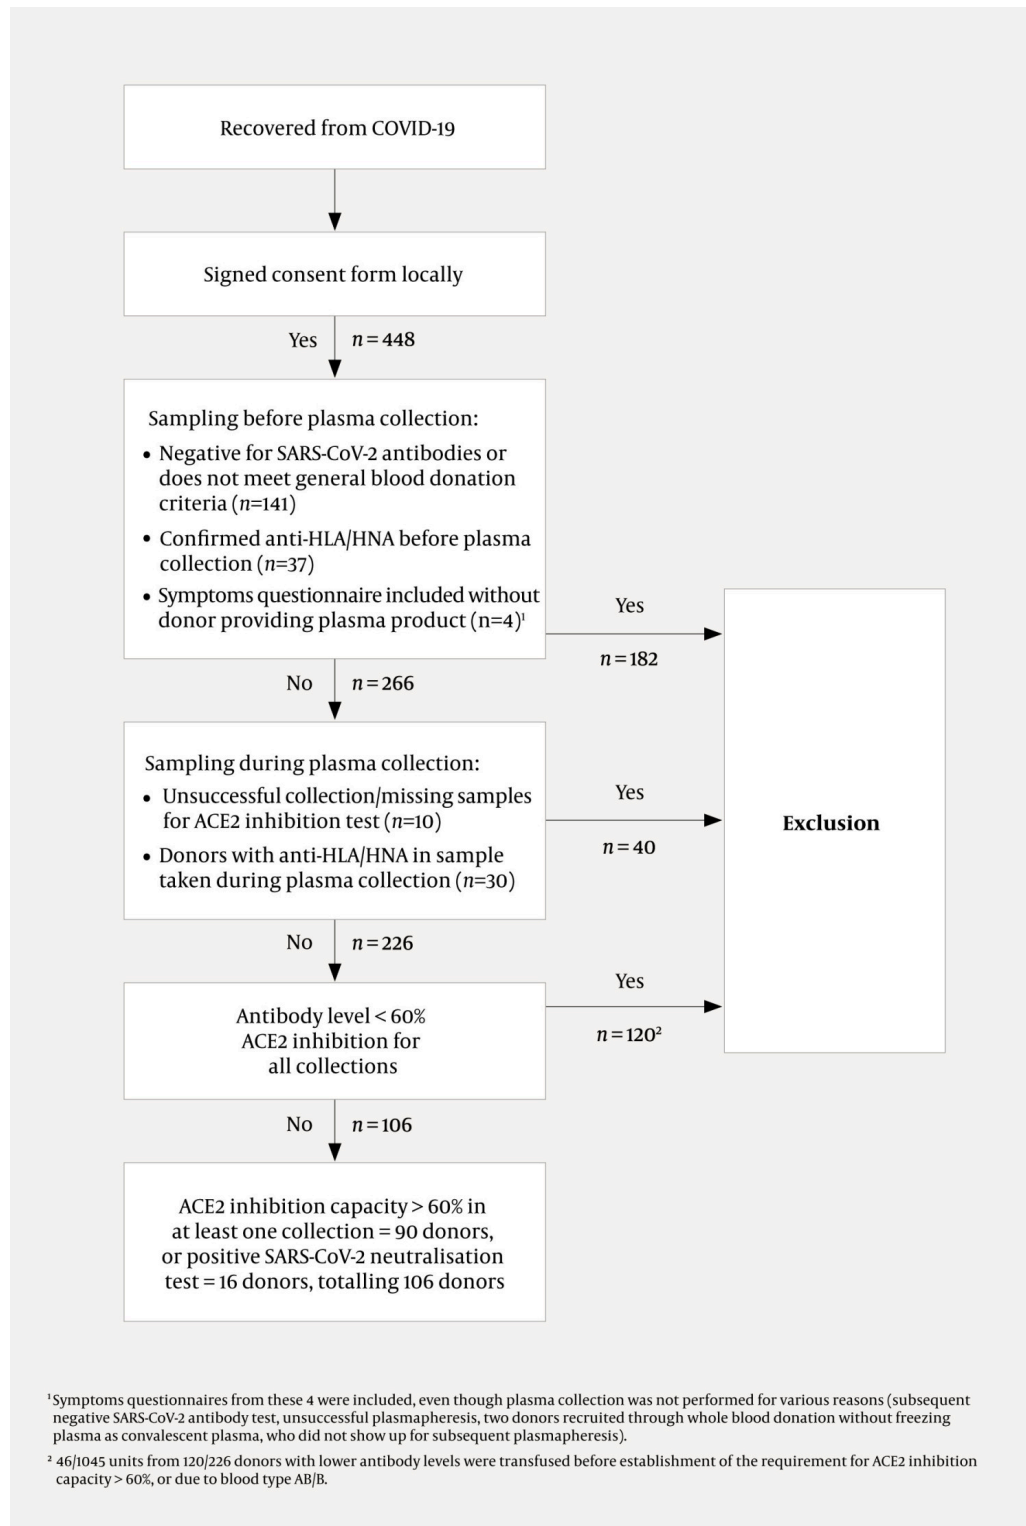 Recovered from COVID-19
Signed consent form locally
Yes n = 448
Sampling before plasma collection:
• Negative for SARS-CoV-2 antibodies or
does not meet general blood donation
criteria (n=141)
• Confirmed anti-HLA/HNA before plasma
collection (n=37)
• Symptoms questionnaire included without
donor providing plasma product (n=4)¹
Yes
n = 182
No n = 266
Sampling during plasma collection:
• Unsuccessful collection/missing samples
for ACE2 inhibition test (n=10)
• Donors with anti-HLA/HNA in sample
taken during plasma collection (n=30)
Yes
n = 40
Exclusion
No n = 226
Antibody level < 60%
ACE2 inhibition for
all collections
Yes
n = 120²
No n = 106
ACE2 inhibition capacity > 60% in
at least one collection = 90 donors,
or positive SARS-CoV-2 neutralisation
test = 16 donors, totalling 106 donors
¹ Symptoms questionnaires from these 4 were included, even though plasma collection was not performed for various reasons (subsequent
negative SARS-CoV-2 antibody test, unsuccessful plasmapheresis, two donors recruited through whole blood donation without freezing
plasma as convalescent plasma, who did not show up for subsequent plasmapheresis).
² 46/1045 units from 120/226 donors with lower antibody levels were transfused before establishment of the requirement for ACE2 inhibition
capacity > 60%, or due to blood type AB/B.